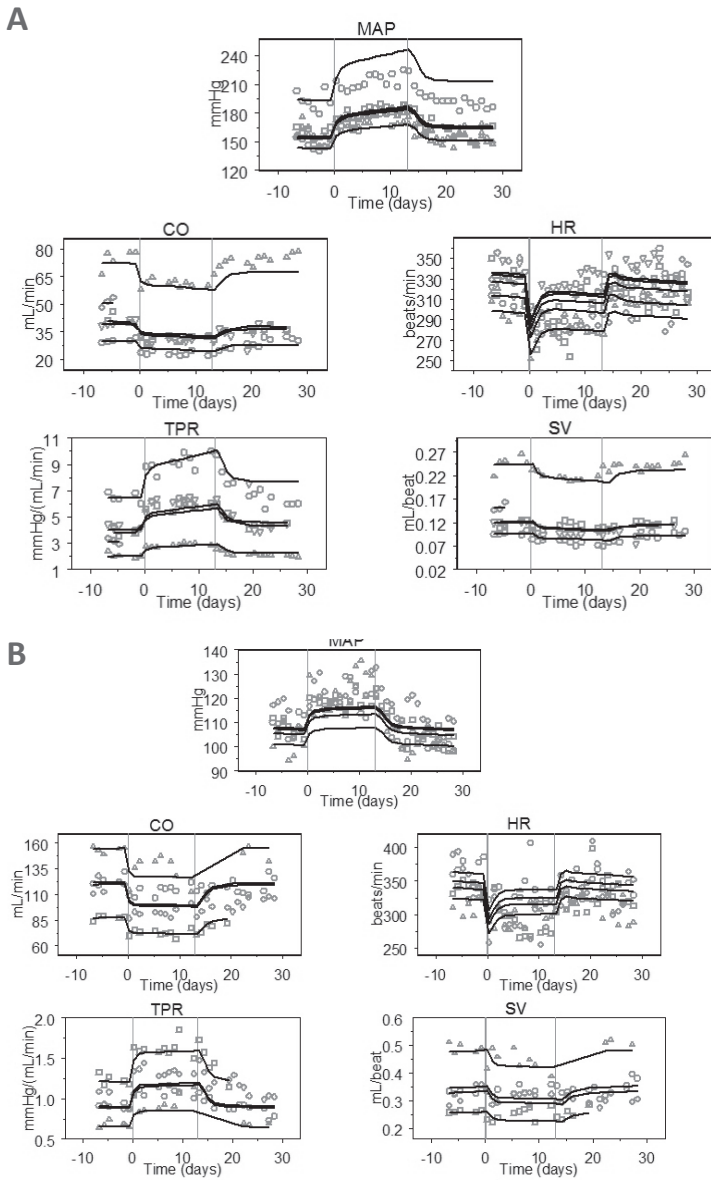 A
MAP
mmHg
240
210
180
150
120
-10 0 10 20 30
Time (days)
CO
mL/min
80
65
50
35
20
-10 0 10 20 30
Time (days)
HR
beats/min
350
330
310
290
270
250
-10 0 10 20 30
Time (days)
TPR
mmHg/(mL/min)
11
9
7
5
3
1
-10 0 10 20 30
Time (days)
SV
mL/beat
0.27
0.22
0.17
0.12
0.07
0.02
-10 0 10 20 30
Time (days)
B
MAP
mmHg
140
130
120
110
100
90
-10 0 10 20 30
Time (days)
CO
mL/min
160
135
110
85
60
-10 0 10 20 30
Time (days)
HR
beats/min
400
350
300
250
-10 0 10 20 30
Time (days)
TPR
mmHg/(mL/min)
2.0
1.5
1.0
0.5
-10 0 10 20 30
Time (days)
SV
mL/beat
0.6
0.5
0.4
0.3
0.2
-10 0 10 20 30
Time (days)